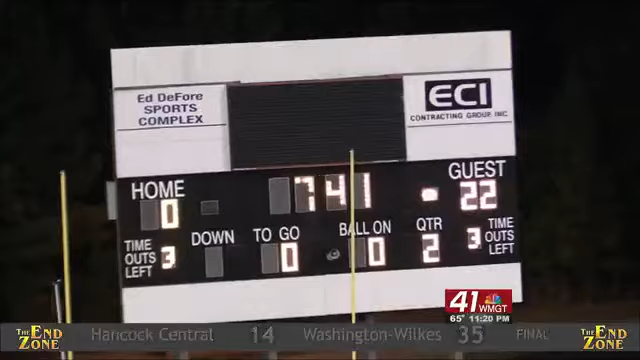 Ed DeFore
SPORTS
COMPLEX
ECI
CONTRACTING GROUP, INC
HOME
GUEST
0
7 41
22
DOWN
TO GO
BALL ON
QTR
TIME
OUTS
LEFT
3
0
0
2
3
TIME
OUTS
LEFT
41
WMGT
65° 11:20 PM
THE
END
ZONE
Hancock Central 14 Washington-Wilkes 35 FINAL
THE
END
ZONE